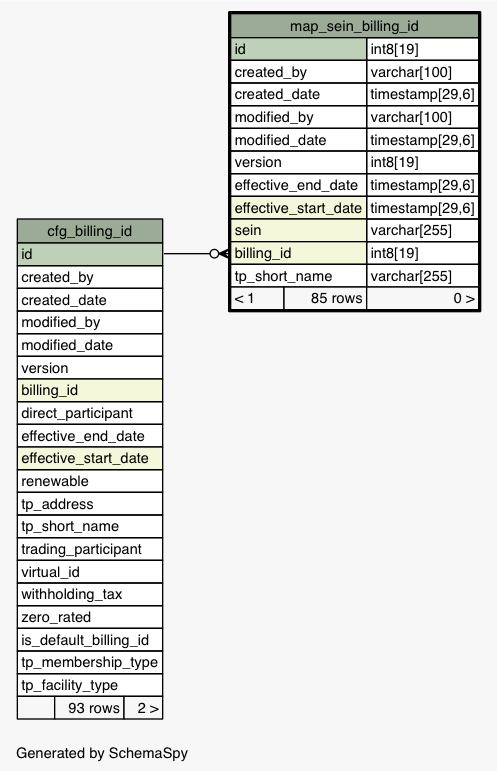 map_sein_billing_id
id int8[19]
created_by varchar[100]
created_date timestamp[29,6]
modified_by varchar[100]
modified_date timestamp[29,6]
version int8[19]
effective_end_date timestamp[29,6]
effective_start_date timestamp[29,6]
sein varchar[255]
billing_id int8[19]
tp_short_name varchar[255]
< 1 85 rows 0 >
cfg_billing_id
id
created_by
created_date
modified_by
modified_date
version
billing_id
direct_participant
effective_end_date
effective_start_date
renewable
tp_address
tp_short_name
trading_participant
virtual_id
withholding_tax
zero_rated
is_default_billing_id
tp_membership_type
tp_facility_type
93 rows 2 >
Generated by SchemaSpy